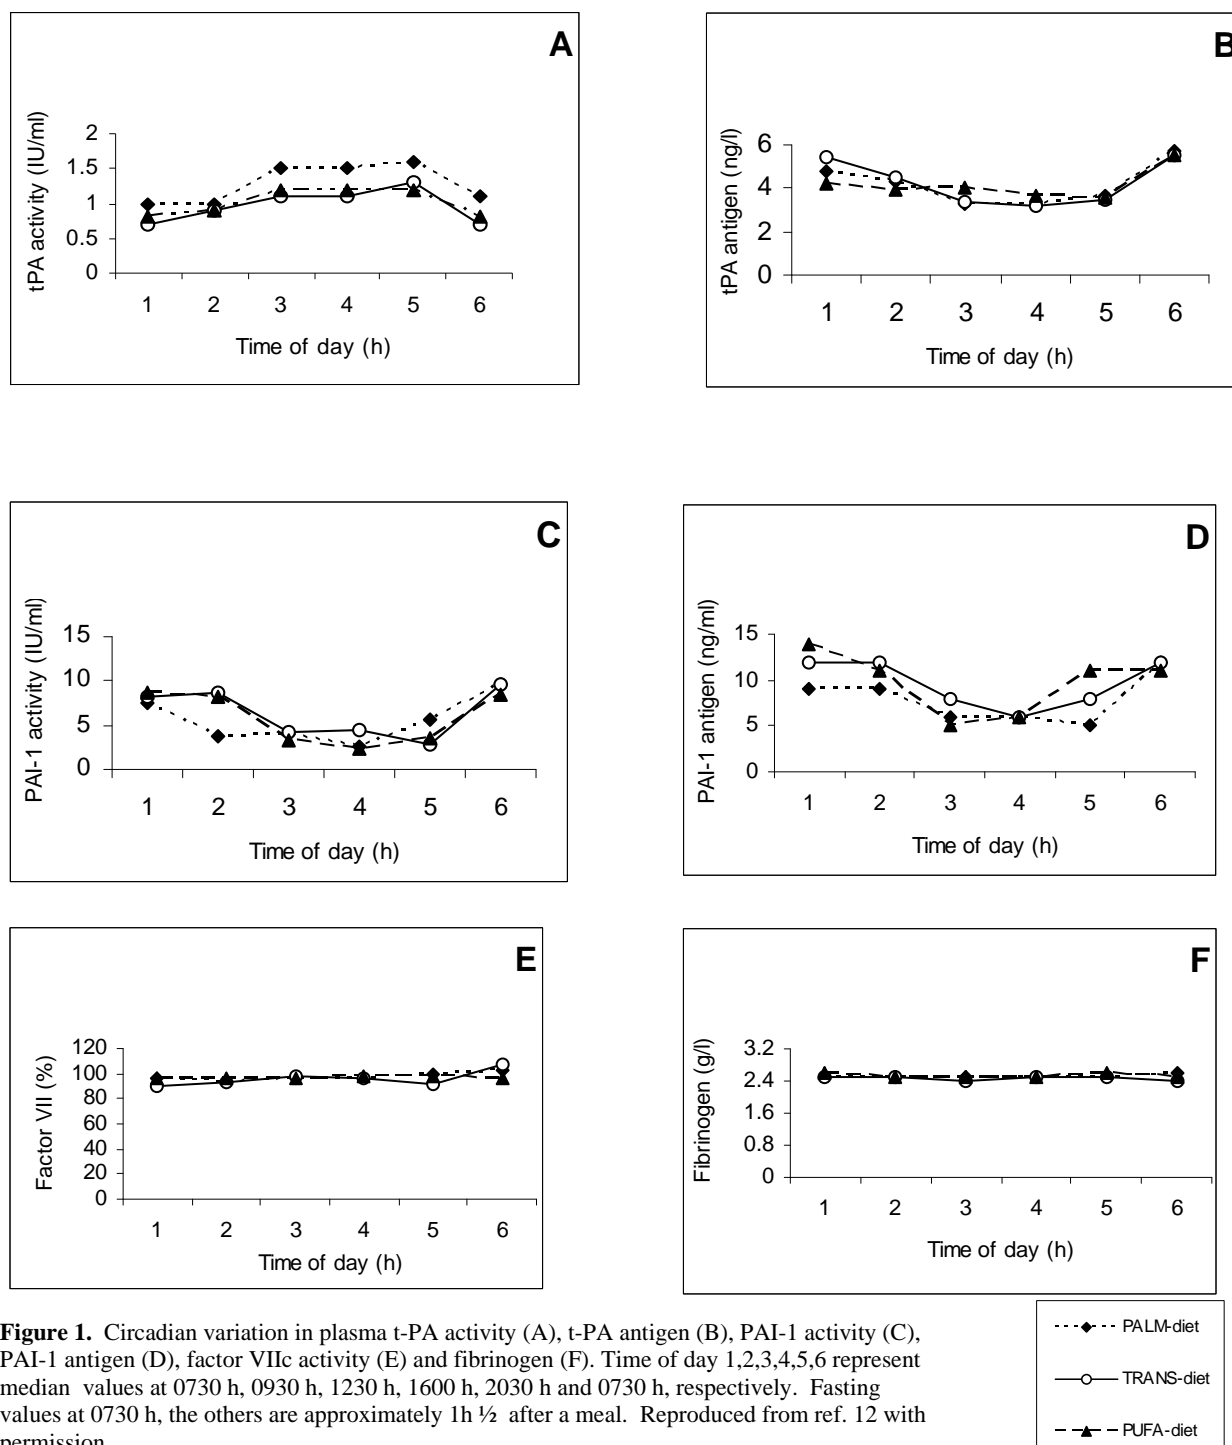 A
tPA activity (IU/ml)
2
1.5
1
0.5
0
1 2 3 4 5 6
Time of day (h)
B
tPA antigen (ng/l)
6
4
2
0
1 2 3 4 5 6
Time of day (h)
C
PAI-1 activity (IU/ml)
15
10
5
0
1 2 3 4 5 6
Time of day (h)
D
PAI-1 antigen (ng/ml)
15
10
5
0
1 2 3 4 5 6
Time of day (h)
E
Factor VII (%)
120
100
80
60
40
20
0
1 2 3 4 5 6
Time of day (h)
F
Fibrinogen (g/l)
3.2
2.4
1.6
0.8
0
1 2 3 4 5 6
Time of day (h)
Figure 1. Circadian variation in plasma t-PA activity (A), t-PA antigen (B), PAI-1 activity (C),
PAI-1 antigen (D), factor VIIc activity (E) and fibrinogen (F). Time of day 1,2,3,4,5,6 represent
median values at 0730 h, 0930 h, 1230 h, 1600 h, 2030 h and 0730 h, respectively. Fasting
values at 0730 h, the others are approximately 1h ½ after a meal. Reproduced from ref. 12 with
permission
PALM-diet
TRANS-diet
PUFA-diet